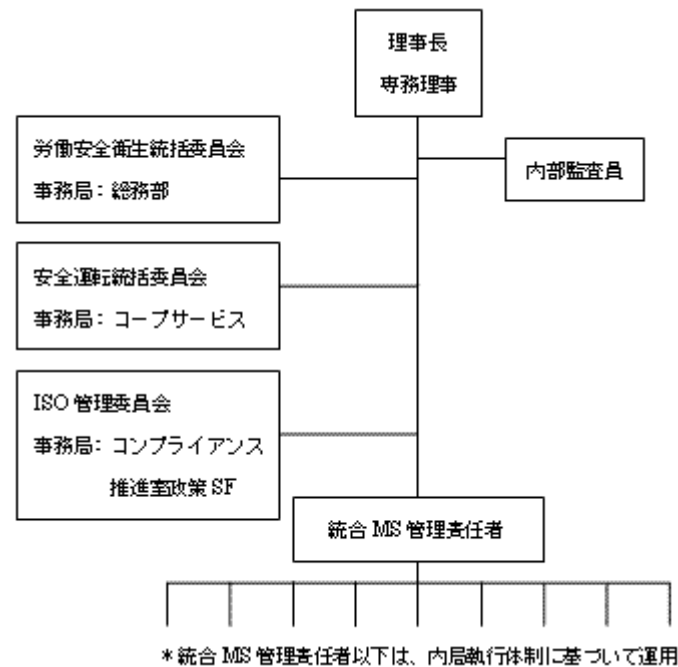 理事長
専務理事
労働安全衛生統括委員会
事務局：総務部
内部監査員
安全運転統括委員会
事務局：コープサービス
ISO 管理委員会
事務局：コンプライアンス
推進室政策 SF
統合 MS 管理責任者
＊統合 MS 管理責任者以下は、内局執行体制に基づいて運用